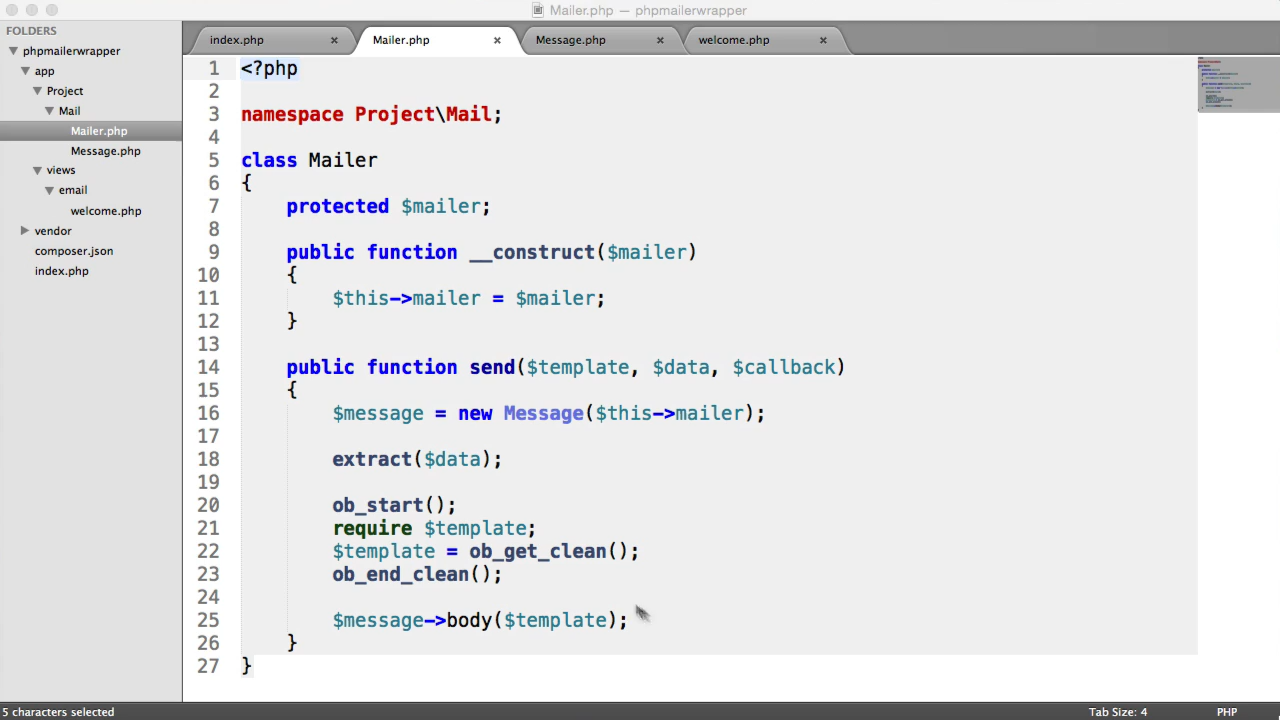 Mailer.php — phpmailerwrapper
FOLDERS
phpmailerwrapper
app
Project
Mail
Mailer.php
Message.php
views
email
welcome.php
vendor
composer.json
index.php
index.php × Mailer.php × Message.php × welcome.php ×
1 <?php
2
3 namespace Project\Mail;
4
5 class Mailer
6 {
7     protected $mailer;
8
9     public function __construct($mailer)
10     {
11         $this->mailer = $mailer;
12     }
13
14     public function send($template, $data, $callback)
15     {
16         $message = new Message($this->mailer);
17
18         extract($data);
19
20         ob_start();
21         require $template;
22         $template = ob_get_clean();
23         ob_end_clean();
24
25         $message->body($template);
26     }
27 }
5 characters selected Tab Size: 4 PHP